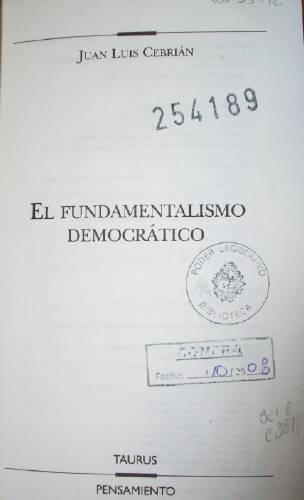 JUAN LUIS CEBRIÁN
254189
EL FUNDAMENTALISMO
DEMOCRÁTICO
PODER LEGISLATIVO
BIBLIOTECA
Fecha:
TAURUS
PENSAMIENTO